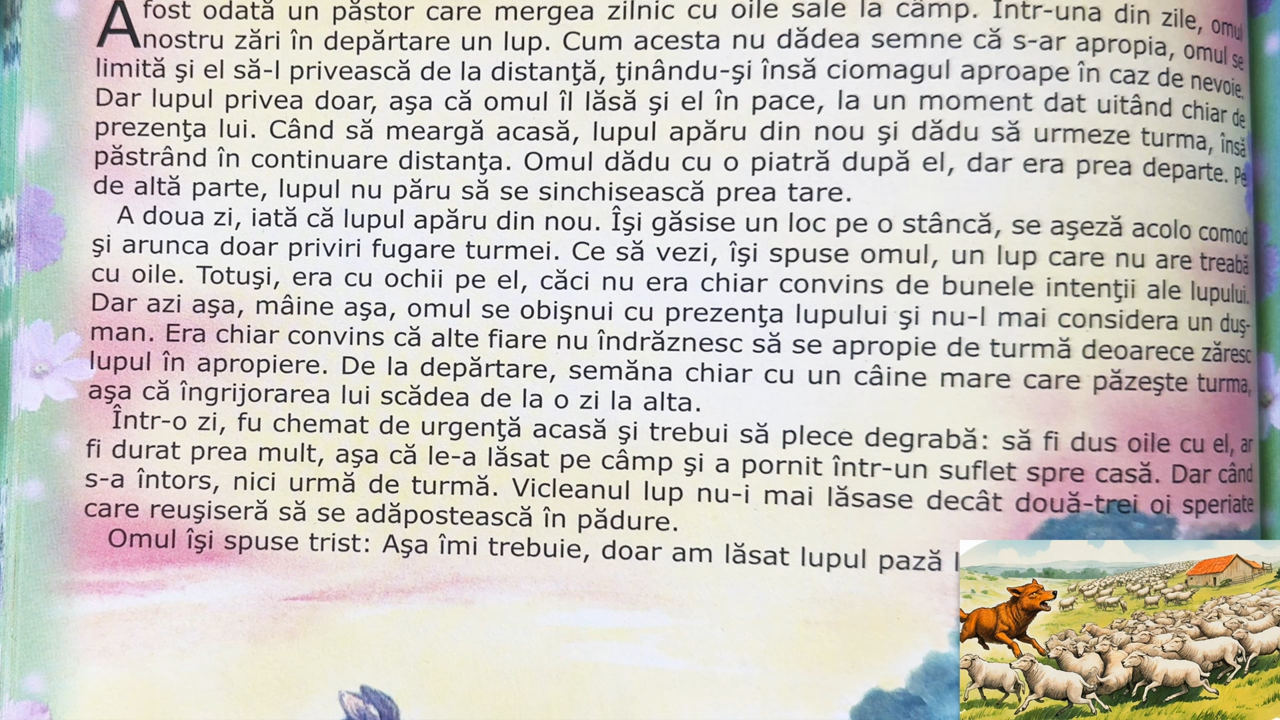 A fost odată un păstor care mergea zilnic cu oile sale la câmp. Într-una din zile, omul
nostru zări în depărtare un lup. Cum acesta nu dădea semne că s-ar apropia, omul se
limită şi el să-l privească de la distanţă, ţinându-şi însă ciomagul aproape în caz de nevoie.
Dar lupul privea doar, aşa că omul îl lăsă şi el în pace, la un moment dat uitând chiar de
prezenţa lui. Când să meargă acasă, lupul apăru din nou şi dădu să urmeze turma, însă
păstrând în continuare distanţa. Omul dădu cu o piatră după el, dar era prea departe. Pe
de altă parte, lupul nu păru să se sinchisească prea tare.
A doua zi, iată că lupul apăru din nou. Îşi găsise un loc pe o stâncă, se aşeză acolo comod
şi arunca doar priviri fugare turmei. Ce să vezi, îşi spuse omul, un lup care nu are treabă
cu oile. Totuşi, era cu ochii pe el, căci nu era chiar convins de bunele intenţii ale lupului.
Dar azi aşa, mâine aşa, omul se obişnui cu prezenţa lupului şi nu-l mai considera un duş-
man. Era chiar convins că alte fiare nu îndrăznesc să se apropie de turmă deoarece zăresc
lupul în apropiere. De la depărtare, semăna chiar cu un câine mare care păzeşte turma,
aşa că îngrijorarea lui scădea de la o zi la alta.
Într-o zi, fu chemat de urgenţă acasă şi trebui să plece degrabă: să fi dus oile cu el, ar
fi durat prea mult, aşa că le-a lăsat pe câmp şi a pornit într-un suflet spre casă. Dar când
s-a întors, nici urmă de turmă. Vicleanul lup nu-i mai lăsase decât două-trei oi speriate
care reuşiseră să se adăpostească în pădure.
Omul îşi spuse trist: Aşa îmi trebuie, doar am lăsat lupul pază